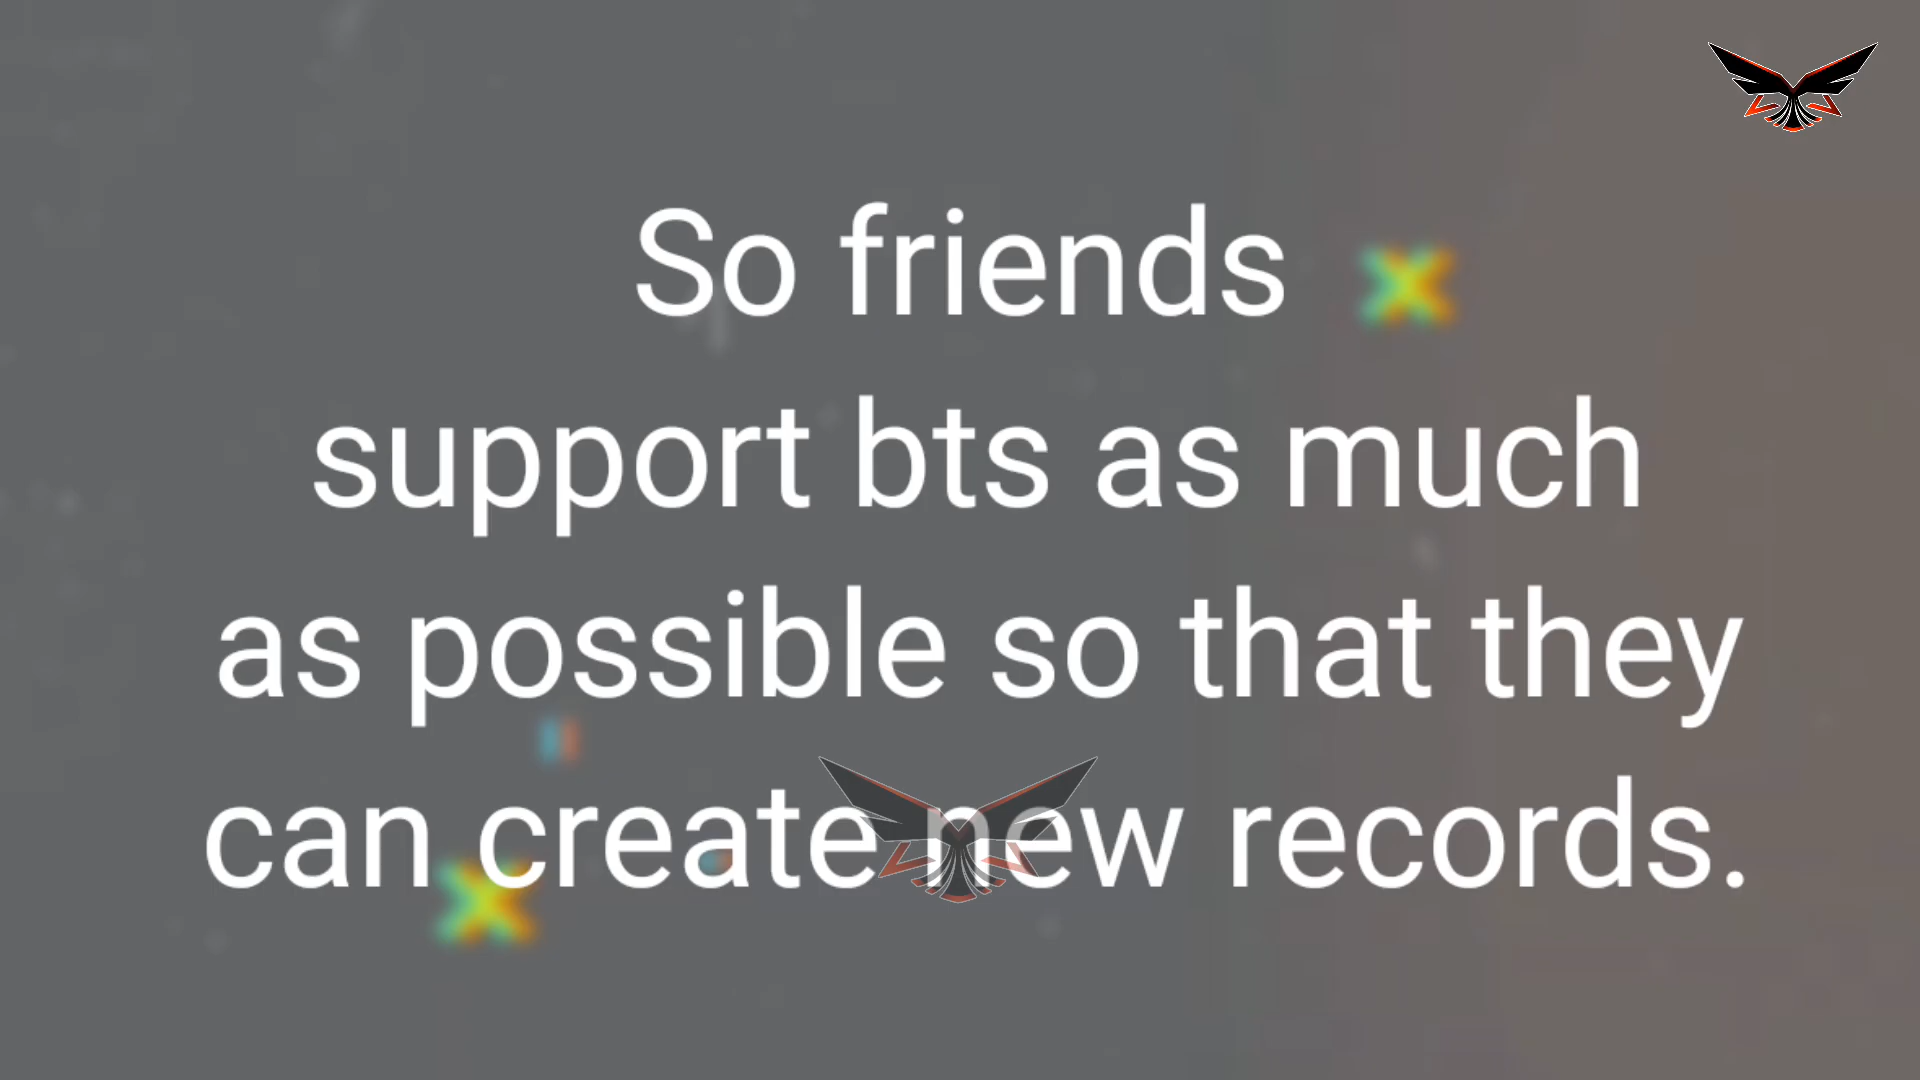 So friends
support bts as much
as possible so that they
can create new records.